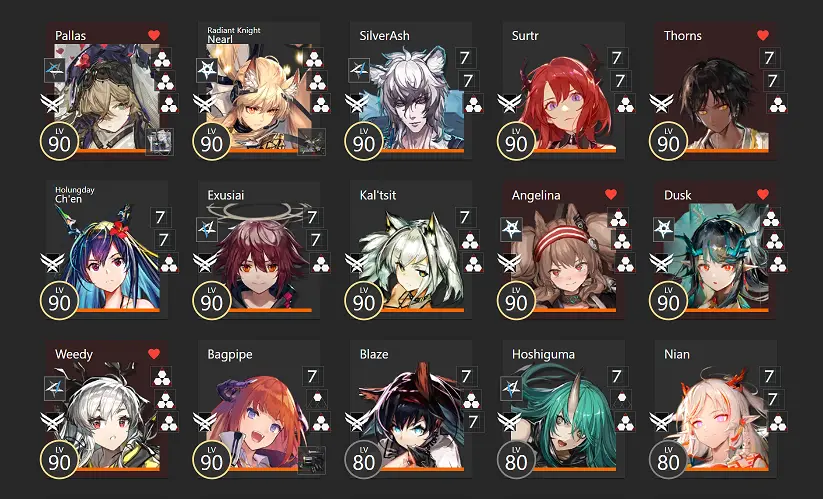 Pallas
LV
90
Radiant Knight
Nearl
LV
90
SilverAsh
7
7
LV
90
Surtr
7
7
LV
90
Thorns
7
7
LV
90
Holungday
Ch'en
7
7
LV
90
Exusiai
7
7
LV
90
Kal'tsit
7
LV
90
Angelina
LV
90
Dusk
LV
90
Weedy
LV
90
Bagpipe
7
LV
90
Blaze
7
7
LV
80
Hoshiguma
7
LV
80
Nian
7
7
LV
80